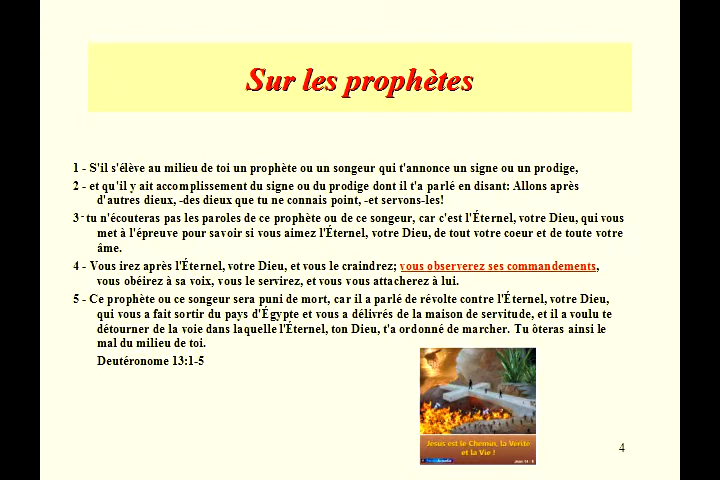 Sur les prophètes
1 - S'il s'élève au milieu de toi un prophète ou un songeur qui t'annonce un signe ou un prodige,
2 - et qu'il y ait accomplissement du signe ou du prodige dont il t'a parlé en disant: Allons après
d'autres dieux, -des dieux que tu ne connais point, -et servons-les!
3 - tu n'écouteras pas les paroles de ce prophète ou de ce songeur, car c'est l'Éternel, votre Dieu, qui vous
met à l'épreuve pour savoir si vous aimez l'Éternel, votre Dieu, de tout votre coeur et de toute votre
âme.
4 - Vous irez après l'Éternel, votre Dieu, et vous le craindrez; vous observerez ses commandements,
vous obéirez à sa voix, vous le servirez, et vous vous attacherez à lui.
5 - Ce prophète ou ce songeur sera puni de mort, car il a parlé de révolte contre l'Éternel, votre Dieu,
qui vous a fait sortir du pays d'Égypte et vous a délivrés de la maison de servitude, et il a voulu te
détourner de la voie dans laquelle l'Éternel, ton Dieu, t'a ordonné de marcher. Tu ôteras ainsi le
mal du milieu de toi.
Deutéronome 13:1-5
Jésus est le Chemin, la Verité
et la Vie !
4